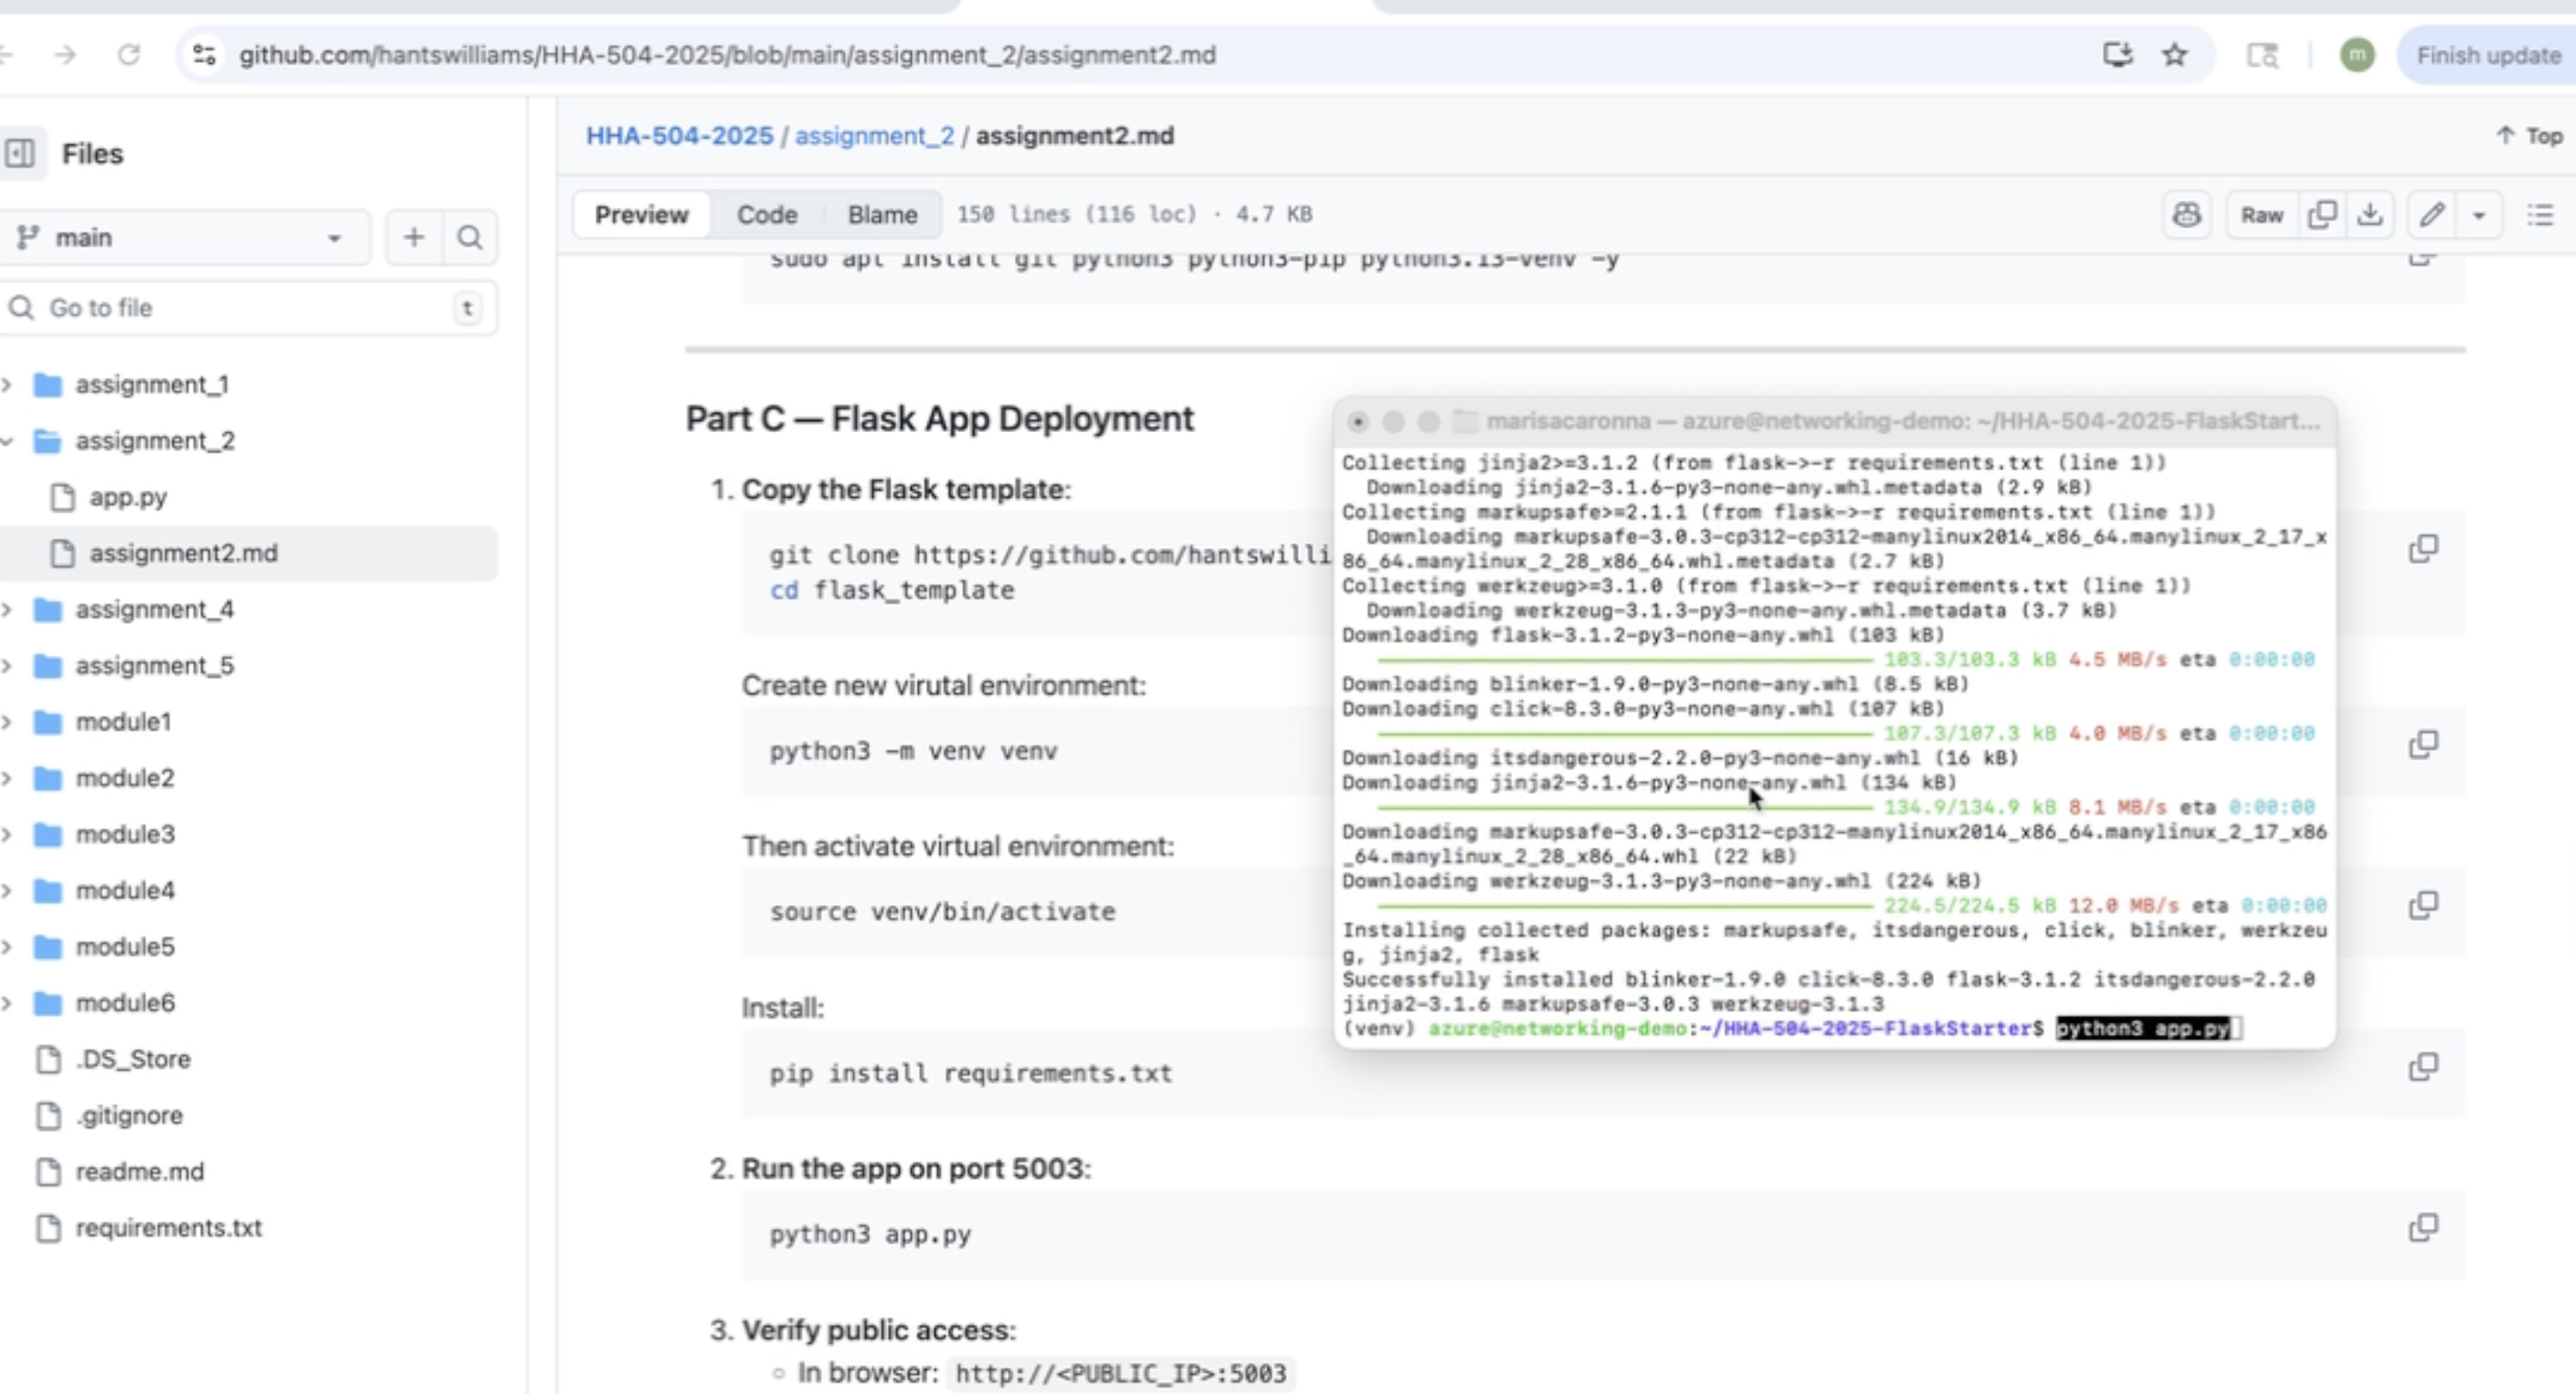 github.com/hantswilliams/HHA-504-2025/blob/main/assignment_2/assignment2.md
m
Finish update
Files
main
Go to file
t
assignment_1
assignment_2
app.py
assignment2.md
assignment_4
assignment_5
module1
module2
module3
module4
module5
module6
.DS_Store
.gitignore
readme.md
requirements.txt
HHA-504-2025 / assignment_2 / assignment2.md
↑ Top
Preview Code Blame 150 lines (116 loc) · 4.7 KB
Raw
sudo apt install git python3 python3-pip python3.13-venv -y
Part C — Flask App Deployment
1. Copy the Flask template:
git clone https://github.com/hantswilli
cd flask_template
Create new virutal environment:
python3 -m venv venv
Then activate virtual environment:
source venv/bin/activate
Install:
pip install requirements.txt
2. Run the app on port 5003:
python3 app.py
3. Verify public access:
In browser: http://<PUBLIC_IP>:5003
marisacaronna — azure@networking-demo: ~/HHA-504-2025-FlaskStart...
Collecting jinja2>=3.1.2 (from flask->-r requirements.txt (line 1))
Downloading jinja2-3.1.6-py3-none-any.whl.metadata (2.9 kB)
Collecting markupsafe>=2.1.1 (from flask->-r requirements.txt (line 1))
Downloading markupsafe-3.0.3-cp312-cp312-manylinux2014_x86_64.manylinux_2_17_x
86_64.manylinux_2_28_x86_64.whl.metadata (2.7 kB)
Collecting werkzeug>=3.1.0 (from flask->-r requirements.txt (line 1))
Downloading werkzeug-3.1.3-py3-none-any.whl.metadata (3.7 kB)
Downloading flask-3.1.2-py3-none-any.whl (103 kB)
103.3/103.3 kB 4.5 MB/s eta 0:00:00
Downloading blinker-1.9.0-py3-none-any.whl (8.5 kB)
Downloading click-8.3.0-py3-none-any.whl (107 kB)
107.3/107.3 kB 4.0 MB/s eta 0:00:00
Downloading itsdangerous-2.2.0-py3-none-any.whl (16 kB)
Downloading jinja2-3.1.6-py3-none-any.whl (134 kB)
134.9/134.9 kB 8.1 MB/s eta 0:00:00
Downloading markupsafe-3.0.3-cp312-cp312-manylinux2014_x86_64.manylinux_2_17_x86
_64.manylinux_2_28_x86_64.whl (22 kB)
Downloading werkzeug-3.1.3-py3-none-any.whl (224 kB)
224.5/224.5 kB 12.0 MB/s eta 0:00:00
Installing collected packages: markupsafe, itsdangerous, click, blinker, werkzeu
g, jinja2, flask
Successfully installed blinker-1.9.0 click-8.3.0 flask-3.1.2 itsdangerous-2.2.0
jinja2-3.1.6 markupsafe-3.0.3 werkzeug-3.1.3
(venv) azure@networking-demo:~/HHA-504-2025-FlaskStarter$ python3 app.py